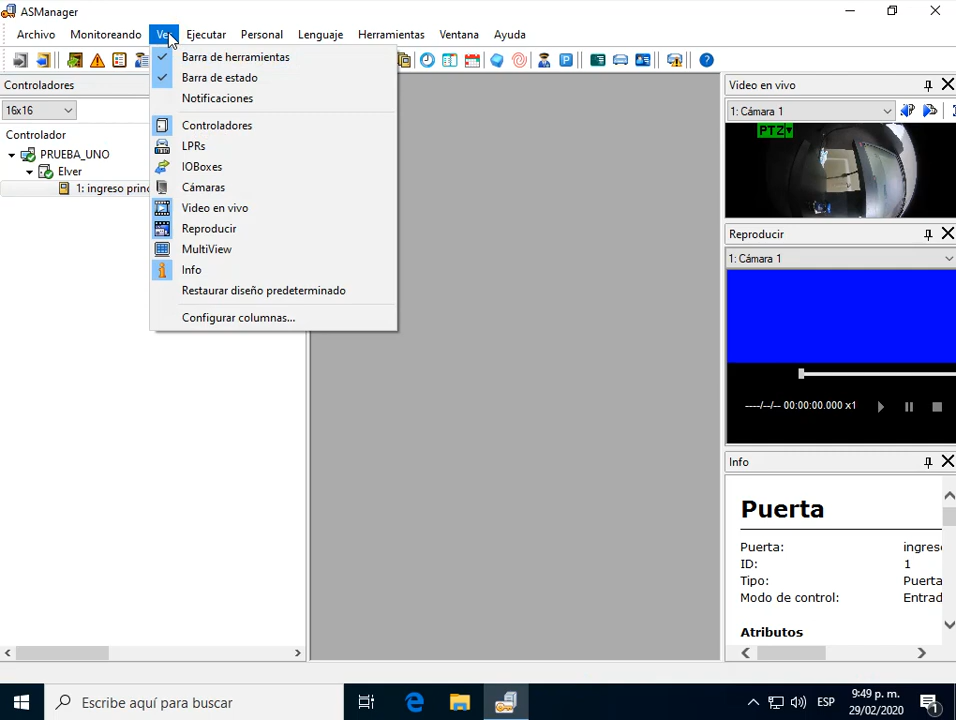 ASManager
Archivo Monitoreando Ver Ejecutar Personal Lenguaje Herramientas Ventana Ayuda
Controladores
16x16
Controlador
PRUEBA_UNO
Elver
1: ingreso princ
Barra de herramientas
Barra de estado
Notificaciones
Controladores
LPRs
IOBoxes
Cámaras
Video en vivo
Reproducir
MultiView
Info
Restaurar diseño predeterminado
Configurar columnas...
Video en vivo
1: Cámara 1
PTZ
Reproducir
1: Cámara 1
----/--/-- 00:00:00.000 x1
Info
Puerta
Puerta: ingres
ID: 1
Tipo: Puerta
Modo de control: Entrad
Atributos
Escribe aquí para buscar
ESP
9:49 p. m.
29/02/2020
1